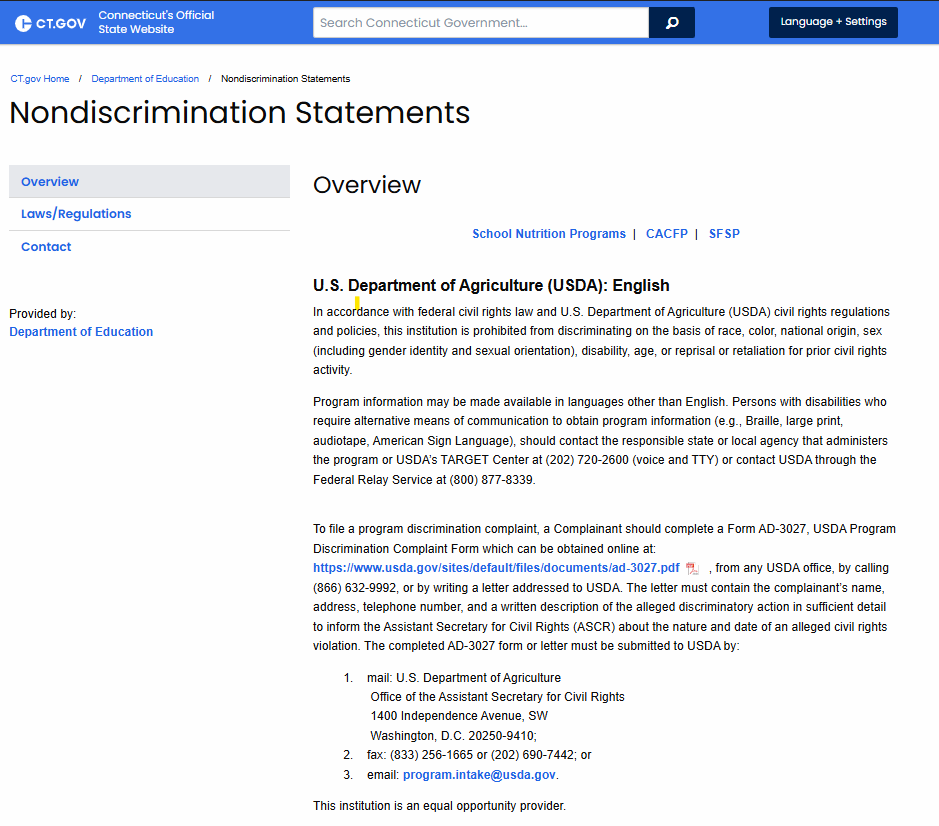 CT.GOV
Connecticut's Official
State Website
Search Connecticut Government...
Language + Settings
CT.gov Home / Department of Education / Nondiscrimination Statements
Nondiscrimination Statements
Overview
Laws/Regulations
Contact
Provided by:
Department of Education
Overview
School Nutrition Programs | CACFP | SFSP
U.S. Department of Agriculture (USDA): English
In accordance with federal civil rights law and U.S. Department of Agriculture (USDA) civil rights regulations
and policies, this institution is prohibited from discriminating on the basis of race, color, national origin, sex
(including gender identity and sexual orientation), disability, age, or reprisal or retaliation for prior civil rights
activity.
Program information may be made available in languages other than English. Persons with disabilities who
require alternative means of communication to obtain program information (e.g., Braille, large print,
audiotape, American Sign Language), should contact the responsible state or local agency that administers
the program or USDA's TARGET Center at (202) 720-2600 (voice and TTY) or contact USDA through the
Federal Relay Service at (800) 877-8339.
To file a program discrimination complaint, a Complainant should complete a Form AD-3027, USDA Program
Discrimination Complaint Form which can be obtained online at:
https://www.usda.gov/sites/default/files/documents/ad-3027.pdf , from any USDA office, by calling
(866) 632-9992, or by writing a letter addressed to USDA. The letter must contain the complainant's name,
address, telephone number, and a written description of the alleged discriminatory action in sufficient detail
to inform the Assistant Secretary for Civil Rights (ASCR) about the nature and date of an alleged civil rights
violation. The completed AD-3027 form or letter must be submitted to USDA by:
1. mail: U.S. Department of Agriculture
Office of the Assistant Secretary for Civil Rights
1400 Independence Avenue, SW
Washington, D.C. 20250-9410;
2. fax: (833) 256-1665 or (202) 690-7442; or
3. email: program.intake@usda.gov.
This institution is an equal opportunity provider.